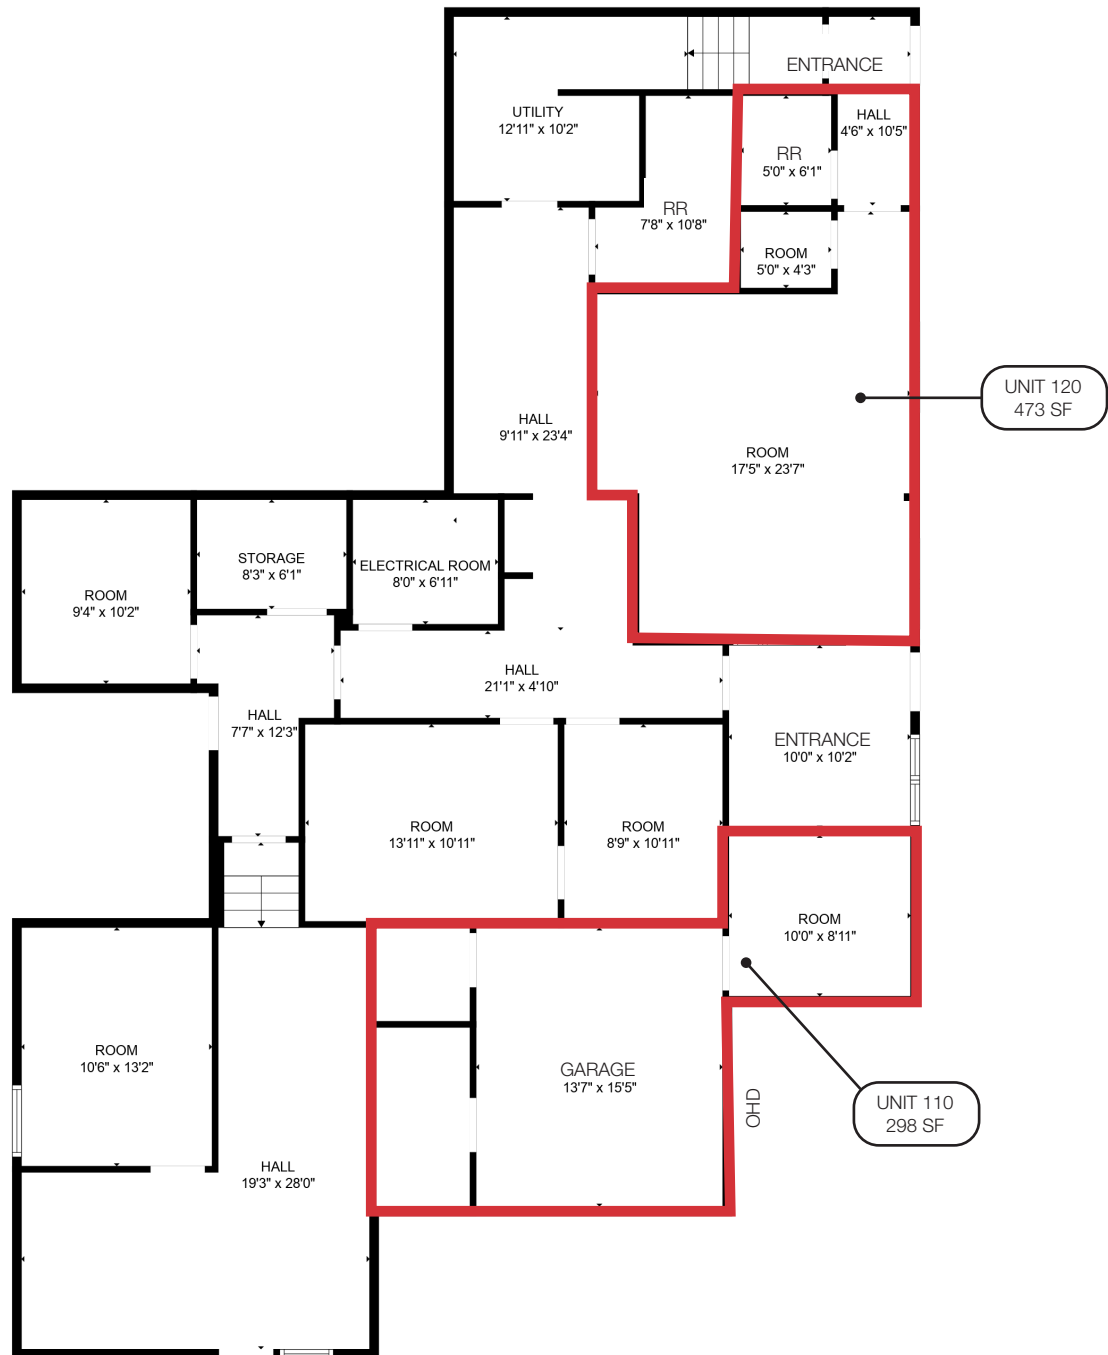 ENTRANCE
UTILITY
12'11" x 10'2"
HALL
4'6" x 10'5"
RR
5'0" x 6'1"
RR
7'8" x 10'8"
ROOM
5'0" x 4'3"
UNIT 120
473 SF
HALL
9'11" x 23'4"
ROOM
17'5" x 23'7"
STORAGE
8'3" x 6'1"
ELECTRICAL ROOM
8'0" x 6'11"
ROOM
9'4" x 10'2"
HALL
21'1" x 4'10"
HALL
7'7" x 12'3"
ENTRANCE
10'0" x 10'2"
ROOM
13'11" x 10'11"
ROOM
8'9" x 10'11"
ROOM
10'0" x 8'11"
ROOM
10'6" x 13'2"
GARAGE
13'7" x 15'5"
OHD
UNIT 110
298 SF
HALL
19'3" x 28'0"